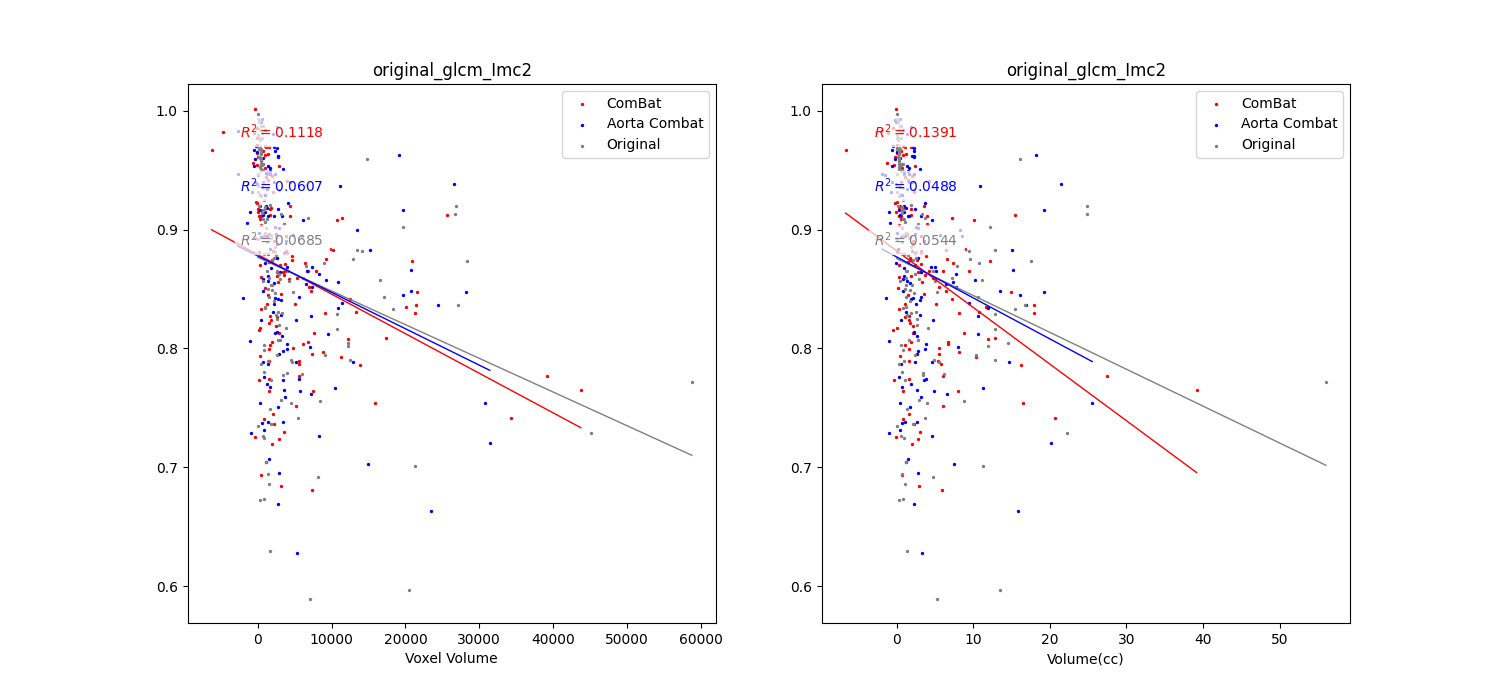 original_glcm_Imc2
ComBat
Aorta Combat
Original
R² = 0.1118
R² = 0.0607
R² = 0.0685
1.0
0.9
0.8
0.7
0.6
0
10000
20000
30000
40000
50000
60000
Voxel Volume
original_glcm_Imc2
ComBat
Aorta Combat
Original
R² = 0.1391
R² = 0.0488
R² = 0.0544
1.0
0.9
0.8
0.7
0.6
0
10
20
30
40
50
Volume(cc)